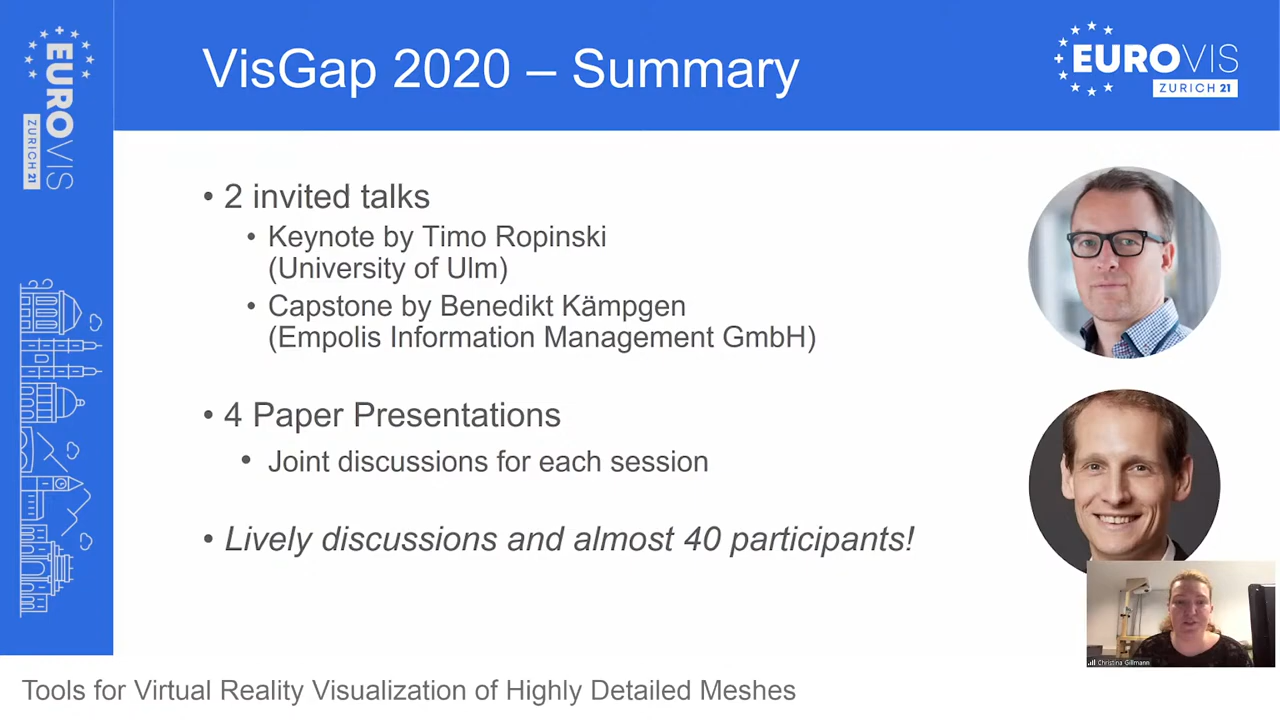 EUROVIS
ZURICH 21
VisGap 2020 – Summary
EUROVIS
ZURICH 21
• 2 invited talks
• Keynote by Timo Ropinski
(University of Ulm)
• Capstone by Benedikt Kämpgen
(Empolis Information Management GmbH)
• 4 Paper Presentations
• Joint discussions for each session
• Lively discussions and almost 40 participants!
Christina Gillmann
Tools for Virtual Reality Visualization of Highly Detailed Meshes